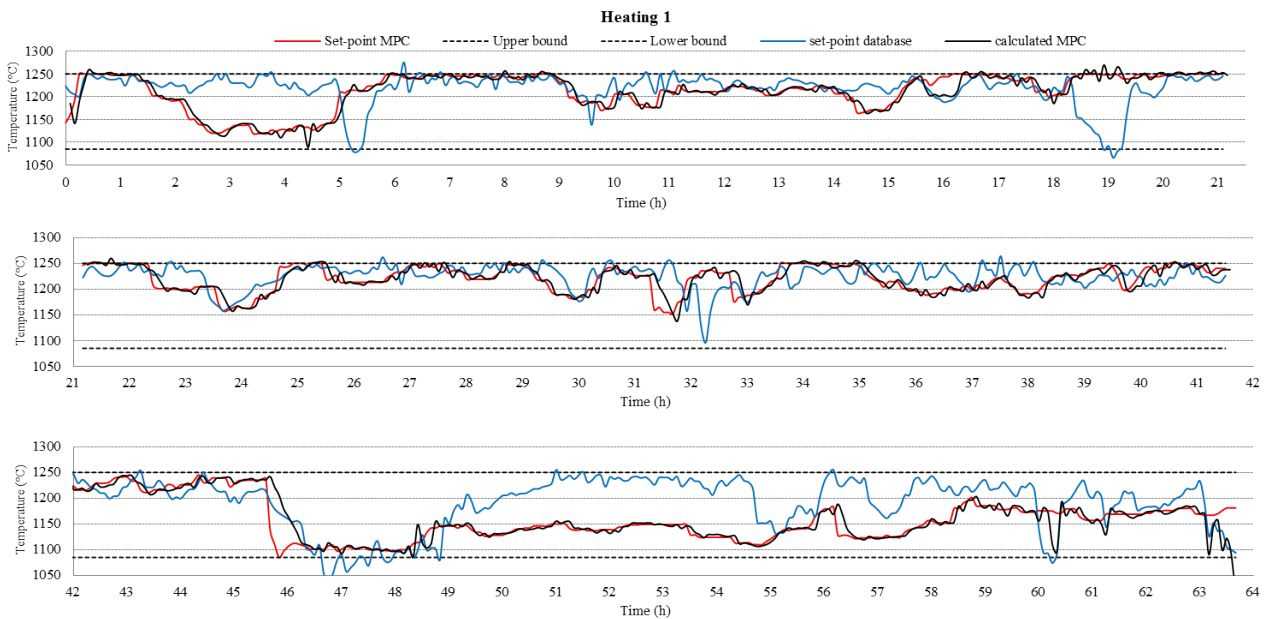 Heating 1
Set-point MPC Upper bound Lower bound set-point database calculated MPC
Temperature (°C)
1300
1250
1200
1150
1100
1050
0 1 2 3 4 5 6 7 8 9 10 11 12 13 14 15 16 17 18 19 20 21
Time (h)
Temperature (°C)
1300
1250
1200
1150
1100
1050
21 22 23 24 25 26 27 28 29 30 31 32 33 34 35 36 37 38 39 40 41 42
Time (h)
Temperature (°C)
1300
1250
1200
1150
1100
1050
42 43 44 45 46 47 48 49 50 51 52 53 54 55 56 57 58 59 60 61 62 63 64
Time (h)